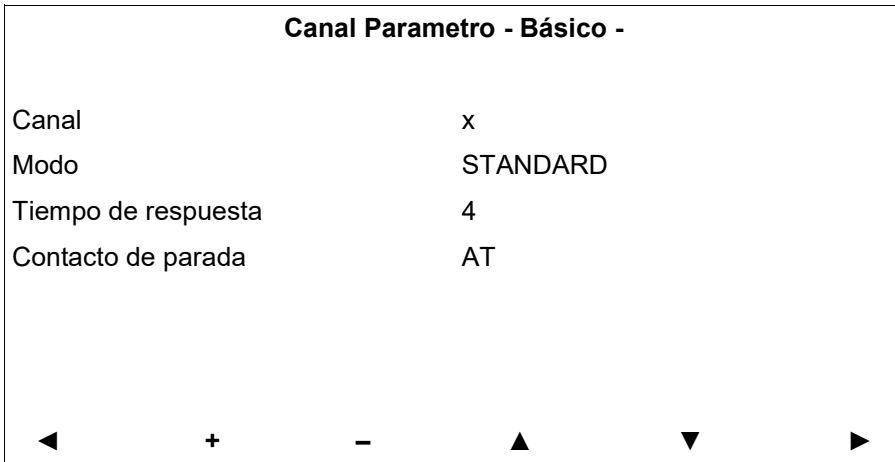 Canal Parametro - Básico -
Canal x
Modo STANDARD
Tiempo de respuesta 4
Contacto de parada AT
◄ + – ▲ ▼ ►